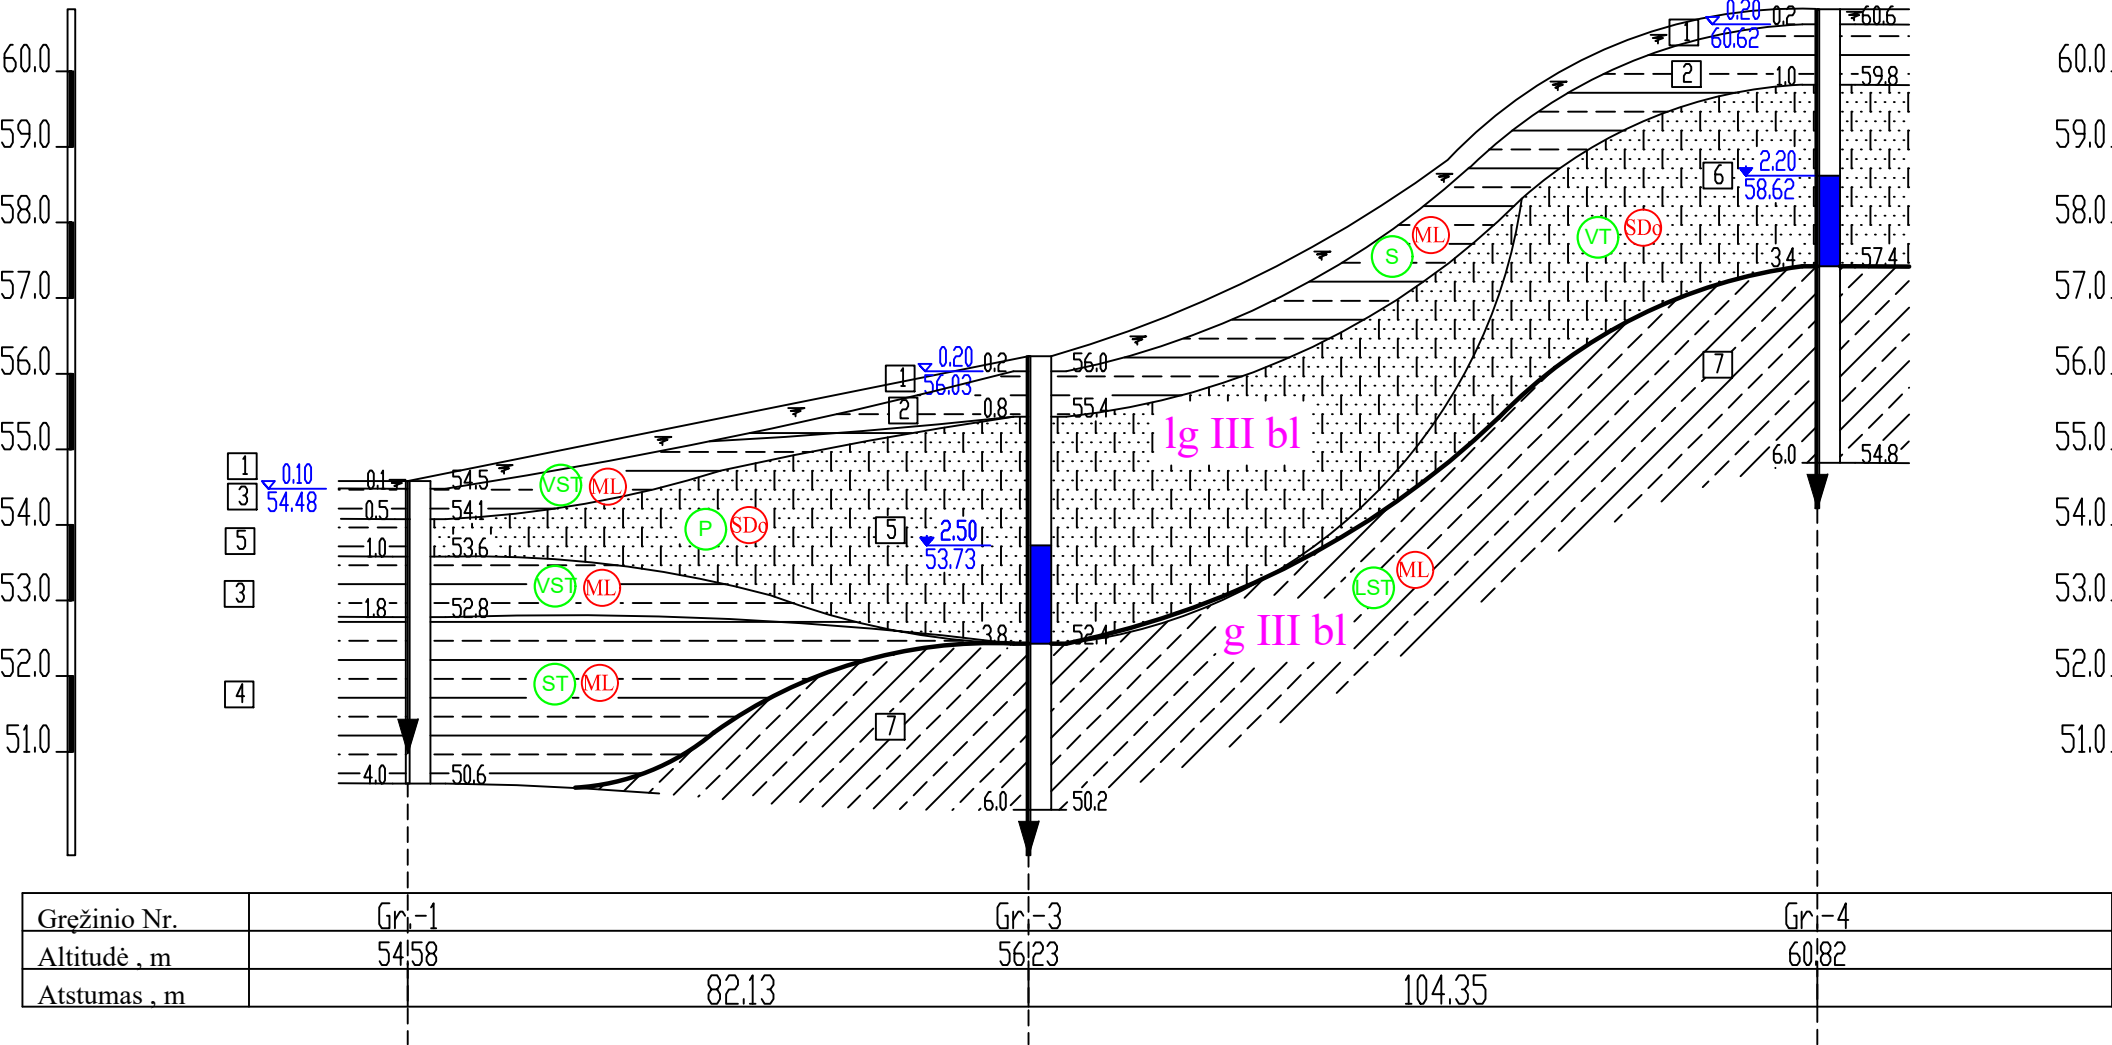 0.20 0.2 60.6
1 60.62
60.0 60.0
2 1.0 59.8
59.0 59.0
2.20
6 58.62
58.0 58.0
ML SDo
S VT
3.4 57.4
57.0 57.0
0.20 0.2 56.0
1 56.03
56.0 7 56.0
2 0.8 55.4
lg III bl
55.0 6.0 54.8 55.0
1 0.10 0.1 54.5 VST ML
3 54.48
0.5 54.1
54.0 P SDo 5 2.50 54.0
53.73
5 1.0 53.6
53.0 3 VST ML LST ML 53.0
1.8 52.8
3.8 52.4 g III bl
52.0 52.0
4 ST ML
7
51.0 51.0
4.0 50.6
6.0 50.2
Gręžinio Nr. Gr.-1 Gr.-3 Gr.-4
Altitudė , m 54.58 56.23 60.82
Atstumas , m 82.13 104.35